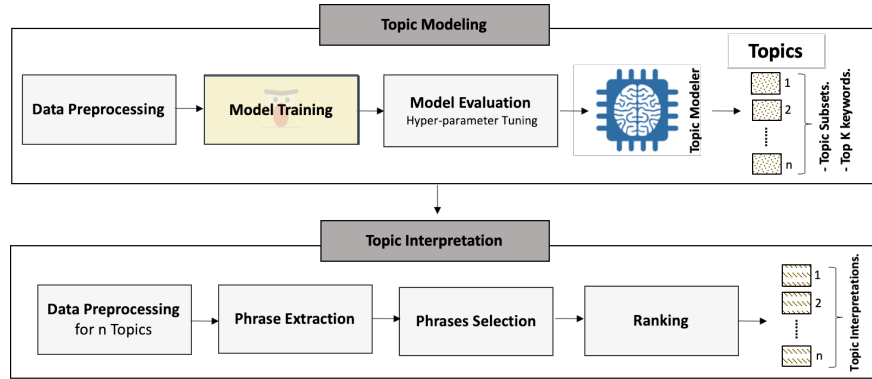 Topic Modeling
Topics
Data Preprocessing
Model Training
Model Evaluation
Hyper-parameter Tuning
Topic Modeler
1
2
n
- Topic Subsets.
- Top K keywords.
Topic Interpretation
Data Preprocessing
for n Topics
Phrase Extraction
Phrases Selection
Ranking
1
2
n
Topic Interpretations.